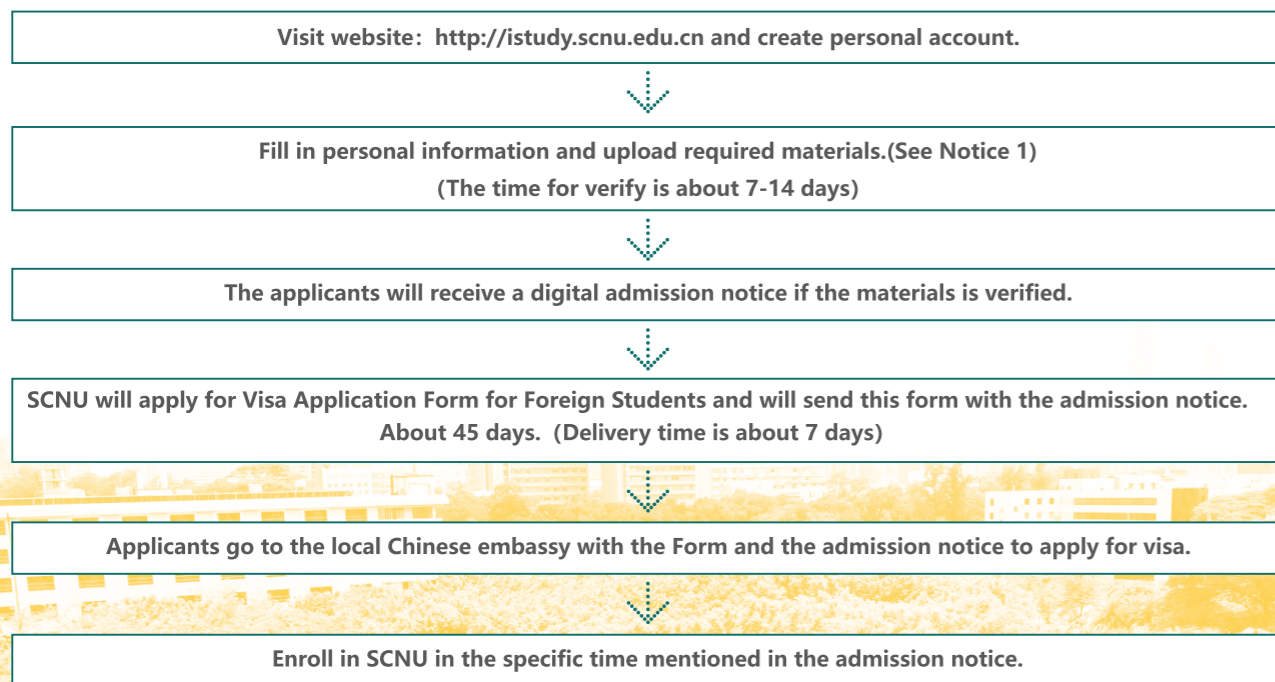 Visit website：http://istudy.scnu.edu.cn and create personal account.
Fill in personal information and upload required materials.(See Notice 1)
(The time for verify is about 7-14 days)
The applicants will receive a digital admission notice if the materials is verified.
SCNU will apply for Visa Application Form for Foreign Students and will send this form with the admission notice.
About 45 days.（Delivery time is about 7 days）
Applicants go to the local Chinese embassy with the Form and the admission notice to apply for visa.
Enroll in SCNU in the specific time mentioned in the admission notice.